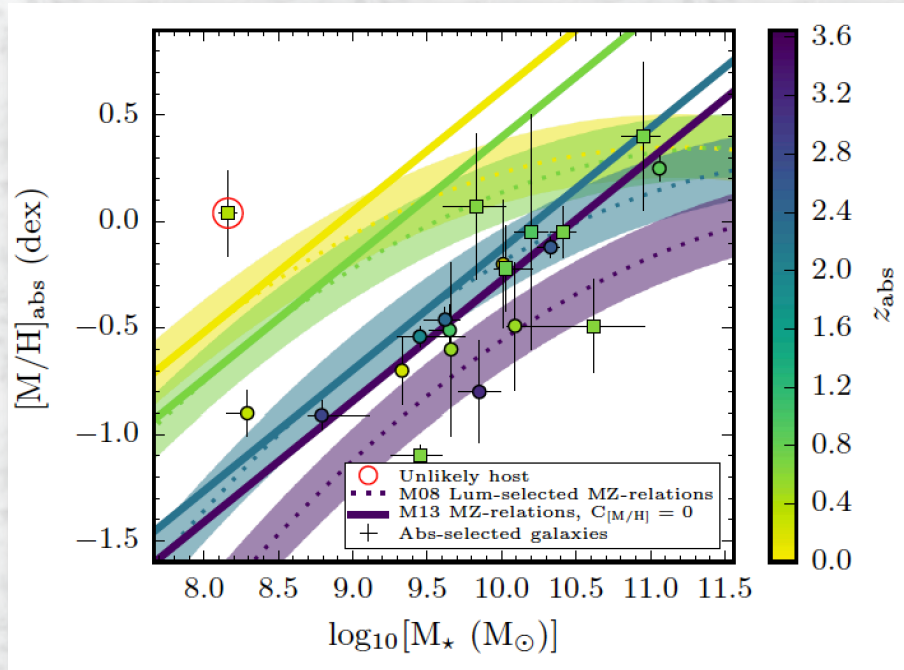 0.5
0.0
−0.5
−1.0
−1.5
[M/H]abs (dex)
8.0 8.5 9.0 9.5 10.0 10.5 11.0 11.5
log10[M⋆ (M⊙)]
Unlikely host
M08 Lum-selected MZ-relations
M13 MZ-relations, C[M/H] = 0
Abs-selected galaxies
3.6
3.2
2.8
2.4
2.0
1.6
1.2
0.8
0.4
0.0
zabs